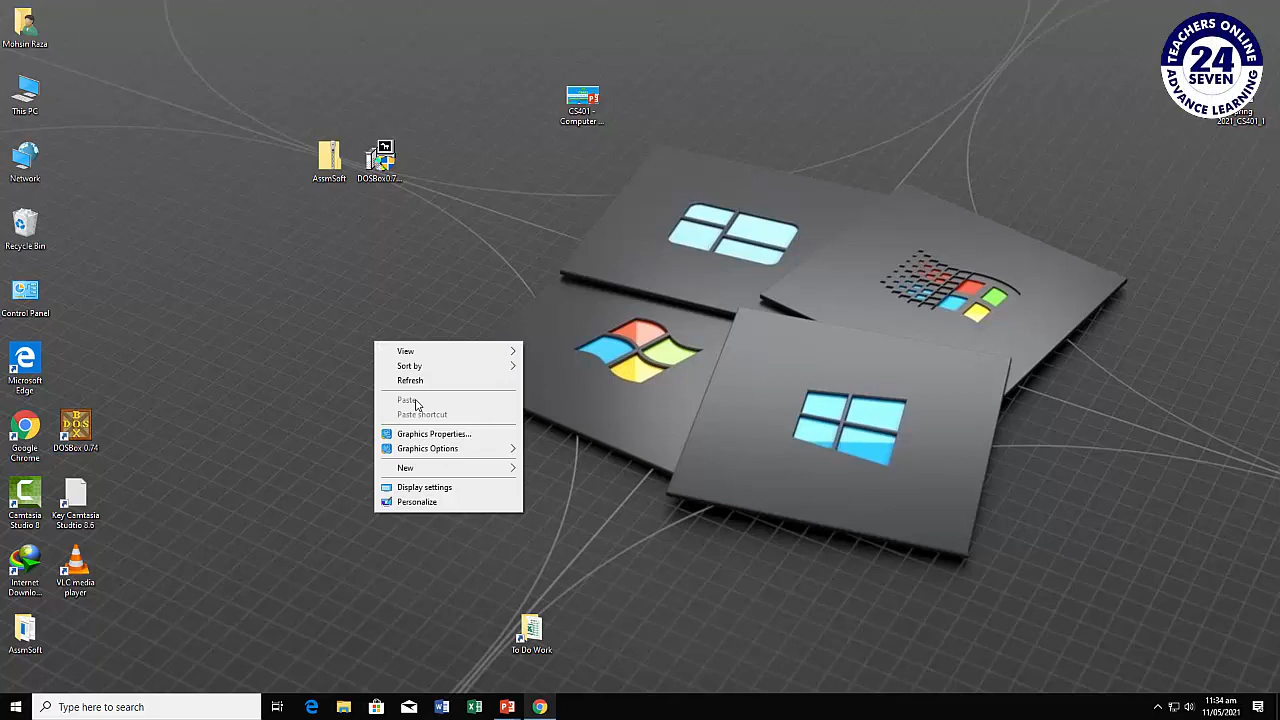 Mohsin Raza
This PC
Network
Recycle Bin
Control Panel
Microsoft
Edge
Google
Chrome
DOSBox 0.74
Camtasia
Studio 8
Key Camtasia
Studio 8.6
Internet
Downlo...
VLC media
player
AssmSoft
AssmSoft
DOSBox0.7...
CS401 -
Computer ...
TEACHERS ONLINE
24
SEVEN
ADVANCE LEARNING
2021_CS401_1
View
Sort by
Refresh
Paste
Paste shortcut
Graphics Properties...
Graphics Options
New
Display settings
Personalize
To Do Work
Type here to search
11:34 am
11/05/2021